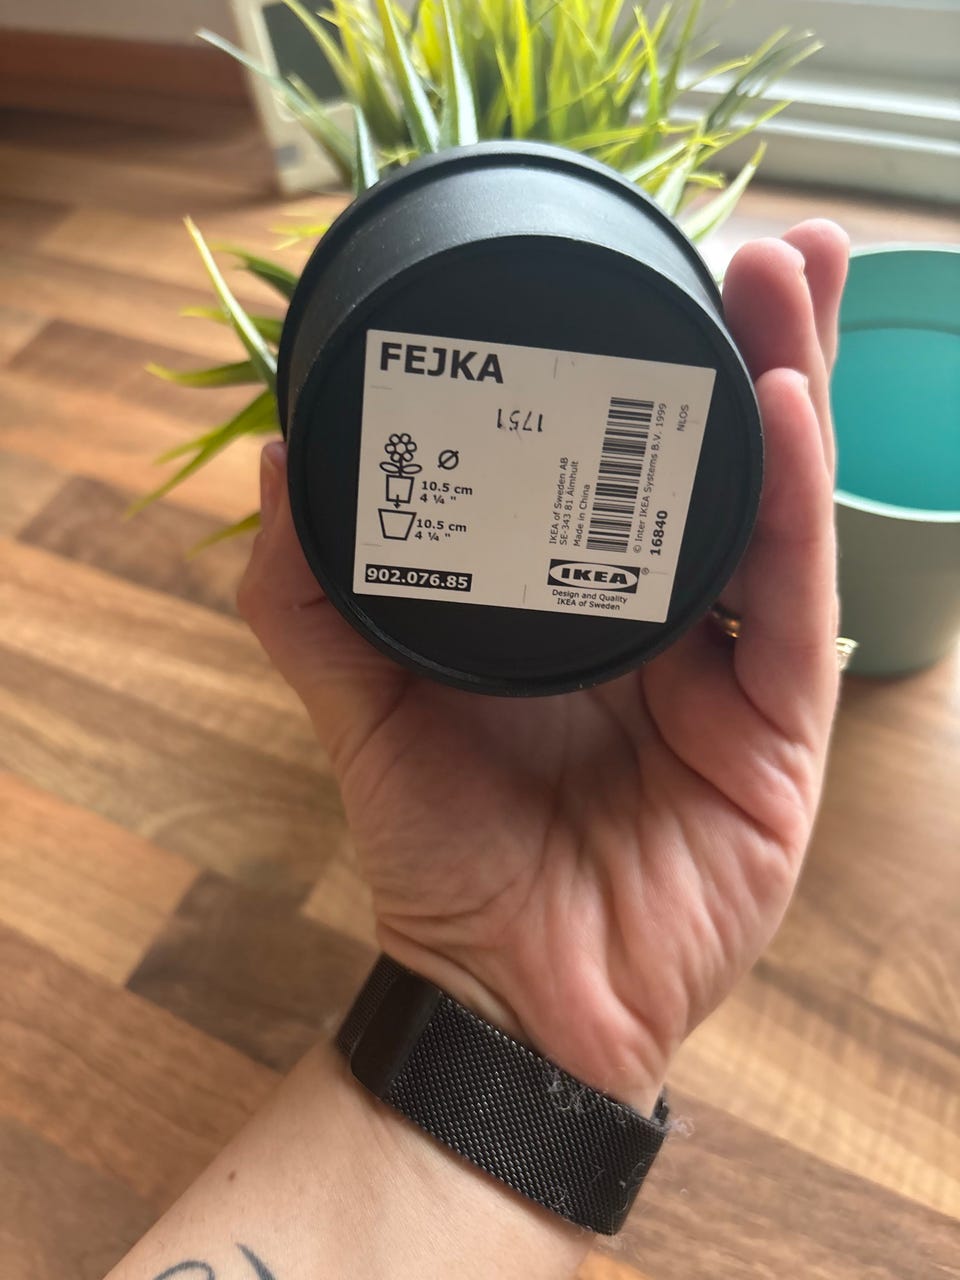 FEJKA
1751
Ø
10.5 cm
4 ¼ "
10.5 cm
4 ¼ "
902.076.85
IKEA of Sweden AB
SE-343 81 Älmhult
Made in China
© Inter IKEA Systems B.V. 1999
16840
NLOS
IKEA®
Design and Quality
IKEA of Sweden